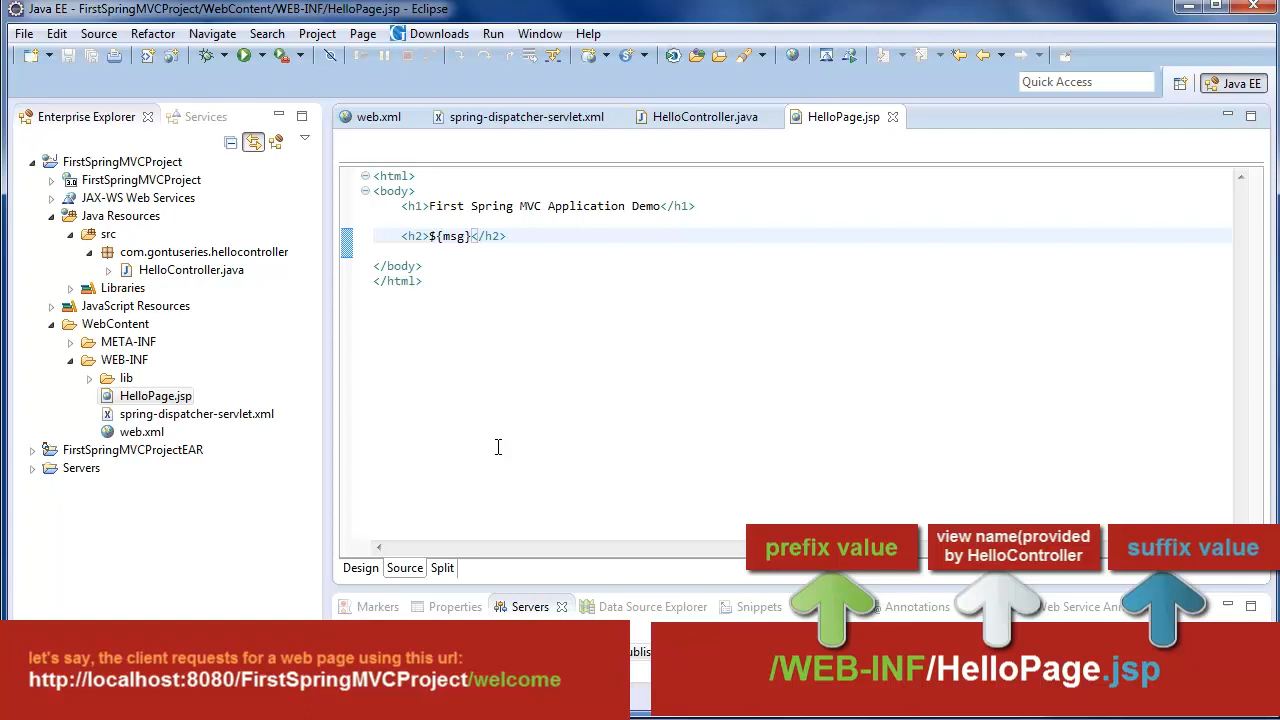 Java EE - FirstSpringMVCProject/WebContent/WEB-INF/HelloPage.jsp - Eclipse
File Edit Source Refactor Navigate Search Project Page Downloads Run Window Help
Quick Access
Java EE
Enterprise Explorer
Services
web.xml
spring-dispatcher-servlet.xml
HelloController.java
HelloPage.jsp
FirstSpringMVCProject
FirstSpringMVCProject
JAX-WS Web Services
Java Resources
src
com.gontuseries.hellocontroller
HelloController.java
Libraries
JavaScript Resources
WebContent
META-INF
WEB-INF
lib
HelloPage.jsp
spring-dispatcher-servlet.xml
web.xml
FirstSpringMVCProjectEAR
Servers
<html>
<body>
<h1>First Spring MVC Application Demo</h1>
<h2>${msg}</h2>
</body>
</html>
Design Source Split
Markers Properties Servers Data Source Explorer Snippets Annotations Web Service
prefix value
view name(provided
by HelloController
suffix value
let's say, the client requests for a web page using this url:
http://localhost:8080/FirstSpringMVCProject/welcome
/WEB-INF/HelloPage.jsp